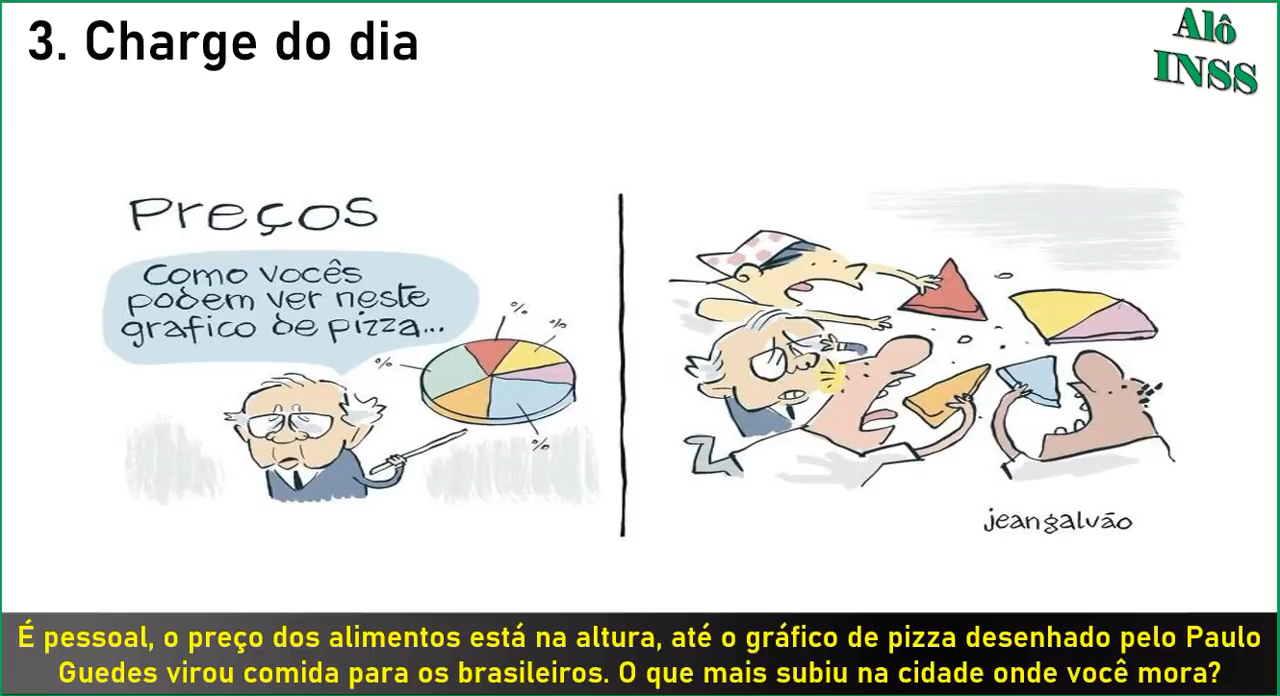 3. Charge do dia
Alô
INSS
Preços
Como vocês
podem ver neste
grafico de pizza...
%
%
%
%
jeangalvão
É pessoal, o preço dos alimentos está na altura, até o gráfico de pizza desenhado pelo Paulo
Guedes virou comida para os brasileiros. O que mais subiu na cidade onde você mora?